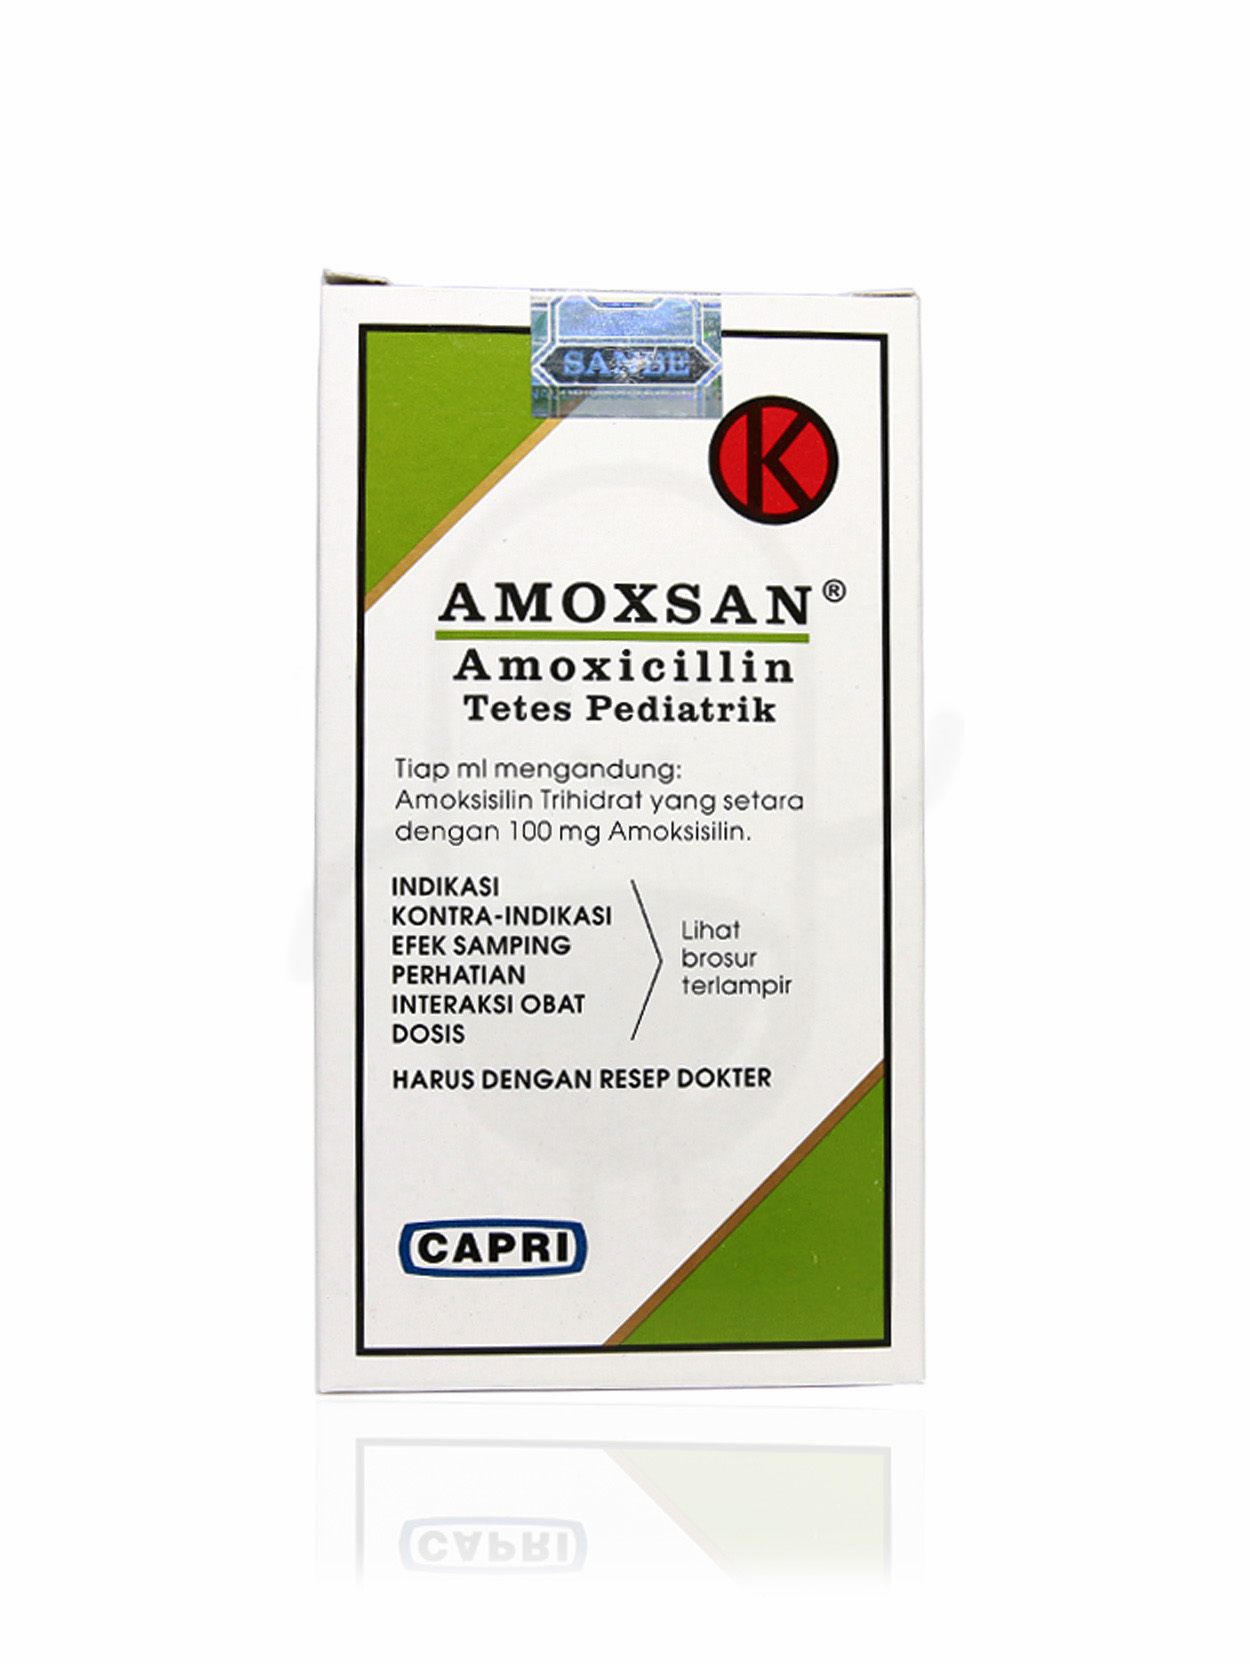 SANBE
K
AMOXSAN®
Amoxicillin
Tetes Pediatrik
Tiap ml mengandung:
Amoksisilin Trihidrat yang setara
dengan 100 mg Amoksisilin.
INDIKASI
KONTRA-INDIKASI
EFEK SAMPING
PERHATIAN
INTERAKSI OBAT
DOSIS
Lihat
brosur
terlampir
HARUS DENGAN RESEP DOKTER
CAPRI